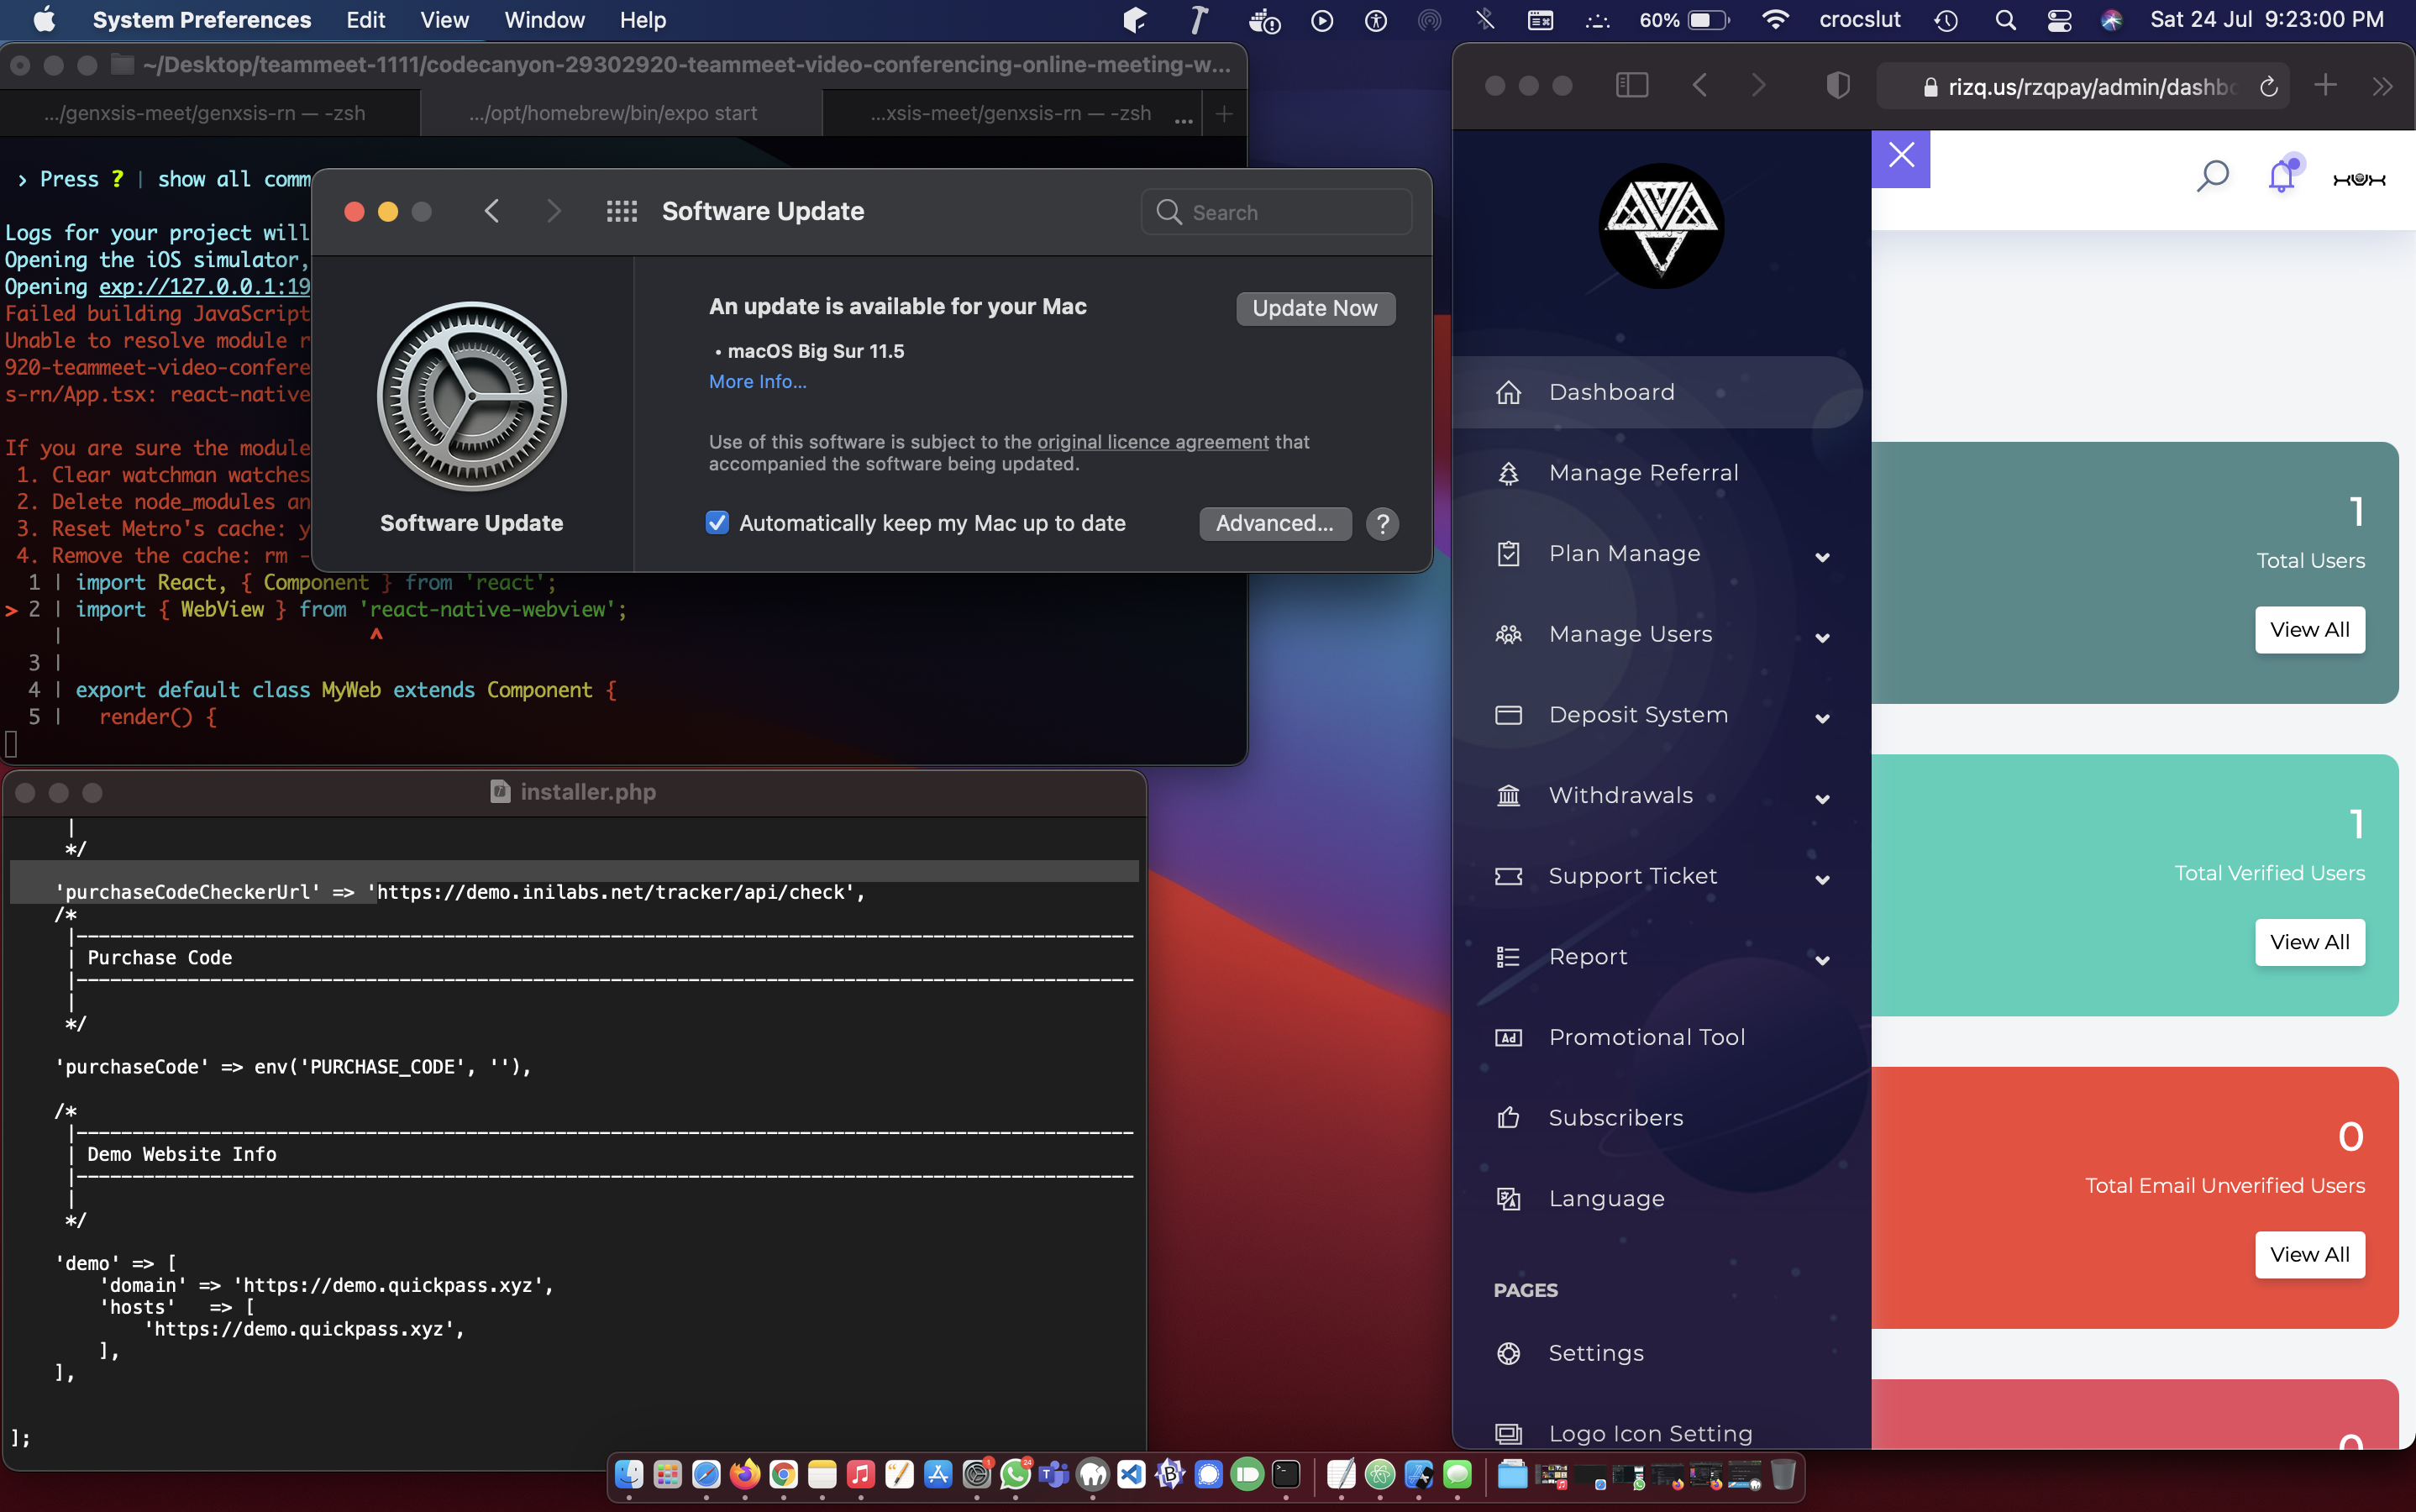 System Preferences Edit View Window Help
60% crocslut Sat 24 Jul 9:23:00 PM
~/Desktop/teammeet-1111/codecanyon-29302920-teammeet-video-conferencing-online-meeting-w...
.../genxsis-meet/genxsis-rn — -zsh
.../opt/homebrew/bin/expo start
...xsis-meet/genxsis-rn — -zsh
...
› Press ? | show all comm
Logs for your project will
Opening the iOS simulator,
Opening exp://127.0.0.1:19
Failed building JavaScript
Unable to resolve module r
920-teammeet-video-confere
s-rn/App.tsx: react-native
If you are sure the module
1. Clear watchman watches
2. Delete node_modules an
3. Reset Metro's cache: y
4. Remove the cache: rm -
1 | import React, { Component } from 'react';
> 2 | import { WebView } from 'react-native-webview';
| ^
3 |
4 | export default class MyWeb extends Component {
5 | render() {
Software Update
Search
Software Update
An update is available for your Mac
Update Now
• macOS Big Sur 11.5
More Info...
Use of this software is subject to the original licence agreement that
accompanied the software being updated.
Automatically keep my Mac up to date
Advanced...
?
installer.php
|
*/
'purchaseCodeCheckerUrl' => 'https://demo.inilabs.net/tracker/api/check',
/*
|--------------------------------------------------------------------------
| Purchase Code
|--------------------------------------------------------------------------
|
*/
'purchaseCode' => env('PURCHASE_CODE', ''),
/*
|--------------------------------------------------------------------------
| Demo Website Info
|--------------------------------------------------------------------------
|
*/
'demo' => [
'domain' => 'https://demo.quickpass.xyz',
'hosts' => [
'https://demo.quickpass.xyz',
],
],
];
rizq.us/rzqpay/admin/dashbo
Dashboard
Manage Referral
Plan Manage
Manage Users
Deposit System
Withdrawals
Support Ticket
Report
Ad Promotional Tool
Subscribers
Language
PAGES
Settings
Logo Icon Setting
1
Total Users
View All
1
Total Verified Users
View All
0
Total Email Unverified Users
View All
0
1
24